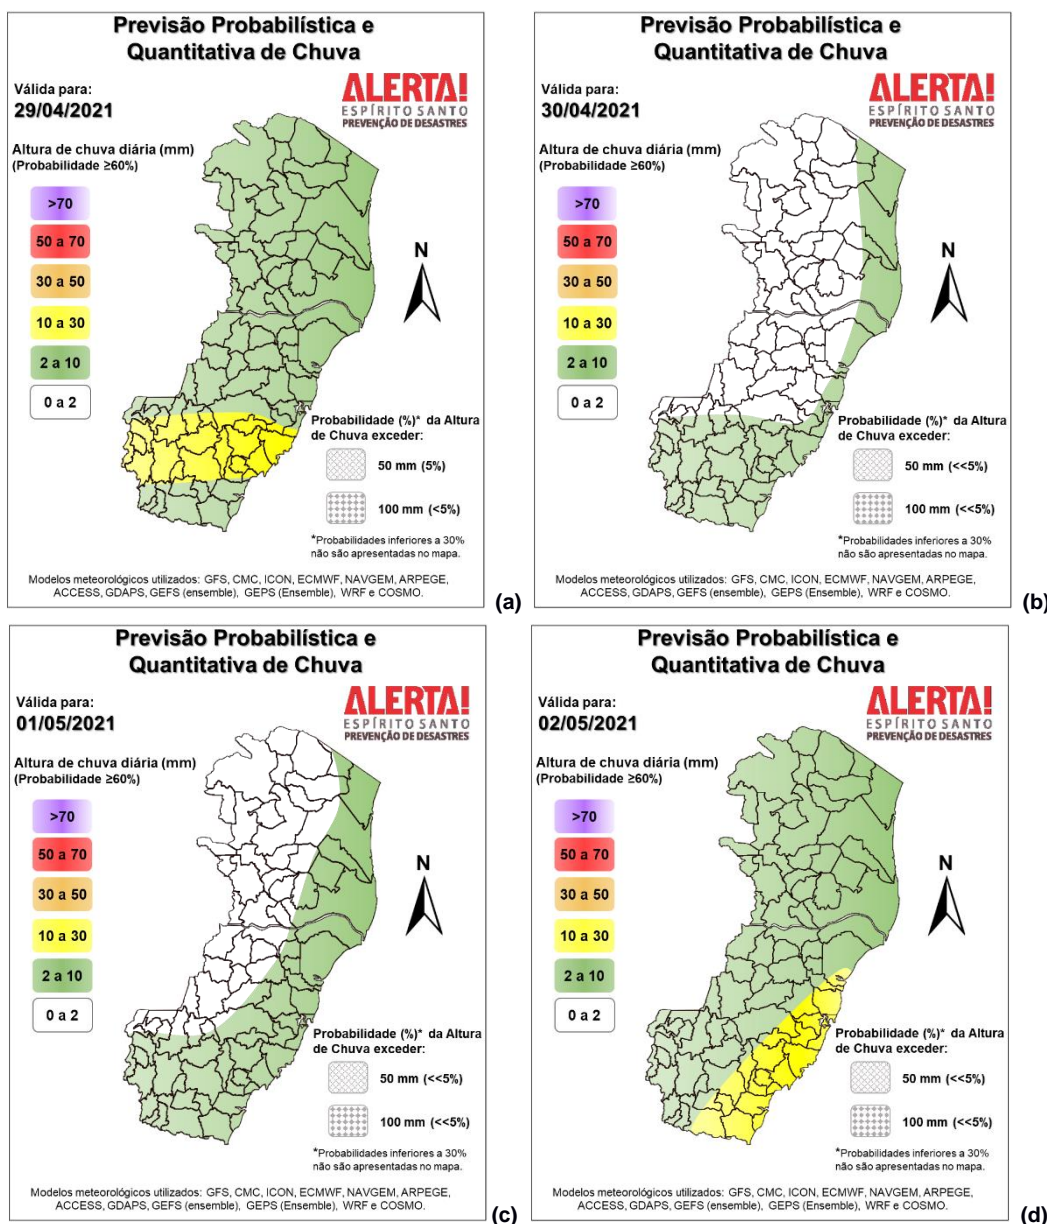 Previsão Probabilística e
Quantitativa de Chuva
Válida para:
29/04/2021
ALERTA!
ESPÍRITO SANTO
PREVENÇÃO DE DESASTRES
Altura de chuva diária (mm)
(Probabilidade ≥60%)
>70
50 a 70
30 a 50
10 a 30
2 a 10
0 a 2
N
Probabilidade (%)* da Altura
de Chuva exceder:
50 mm (5%)
100 mm (<5%)
*Probabilidades inferiores a 30%
não são apresentadas no mapa.
Modelos meteorológicos utilizados: GFS, CMC, ICON, ECMWF, NAVGEM, ARPEGE,
ACCESS, GDAPS, GEFS (ensemble), GEPS (Ensemble), WRF e COSMO.
(a)
Previsão Probabilística e
Quantitativa de Chuva
Válida para:
30/04/2021
ALERTA!
ESPÍRITO SANTO
PREVENÇÃO DE DESASTRES
Altura de chuva diária (mm)
(Probabilidade ≥60%)
>70
50 a 70
30 a 50
10 a 30
2 a 10
0 a 2
N
Probabilidade (%)* da Altura
de Chuva exceder:
50 mm (<<5%)
100 mm (<<5%)
*Probabilidades inferiores a 30%
não são apresentadas no mapa.
Modelos meteorológicos utilizados: GFS, CMC, ICON, ECMWF, NAVGEM, ARPEGE,
ACCESS, GDAPS, GEFS (ensemble), GEPS (Ensemble), WRF e COSMO.
(b)
Previsão Probabilística e
Quantitativa de Chuva
Válida para:
01/05/2021
ALERTA!
ESPÍRITO SANTO
PREVENÇÃO DE DESASTRES
Altura de chuva diária (mm)
(Probabilidade ≥60%)
>70
50 a 70
30 a 50
10 a 30
2 a 10
0 a 2
N
Probabilidade (%)* da Altura
de Chuva exceder:
50 mm (<<5%)
100 mm (<<5%)
*Probabilidades inferiores a 30%
não são apresentadas no mapa.
Modelos meteorológicos utilizados: GFS, CMC, ICON, ECMWF, NAVGEM, ARPEGE,
ACCESS, GDAPS, GEFS (ensemble), GEPS (Ensemble), WRF e COSMO.
(c)
Previsão Probabilística e
Quantitativa de Chuva
Válida para:
02/05/2021
ALERTA!
ESPÍRITO SANTO
PREVENÇÃO DE DESASTRES
Altura de chuva diária (mm)
(Probabilidade ≥60%)
>70
50 a 70
30 a 50
10 a 30
2 a 10
0 a 2
N
Probabilidade (%)* da Altura
de Chuva exceder:
50 mm (<<5%)
100 mm (<<5%)
*Probabilidades inferiores a 30%
não são apresentadas no mapa.
Modelos meteorológicos utilizados: GFS, CMC, ICON, ECMWF, NAVGEM, ARPEGE,
ACCESS, GDAPS, GEFS (ensemble), GEPS (Ensemble), WRF e COSMO.
(d)